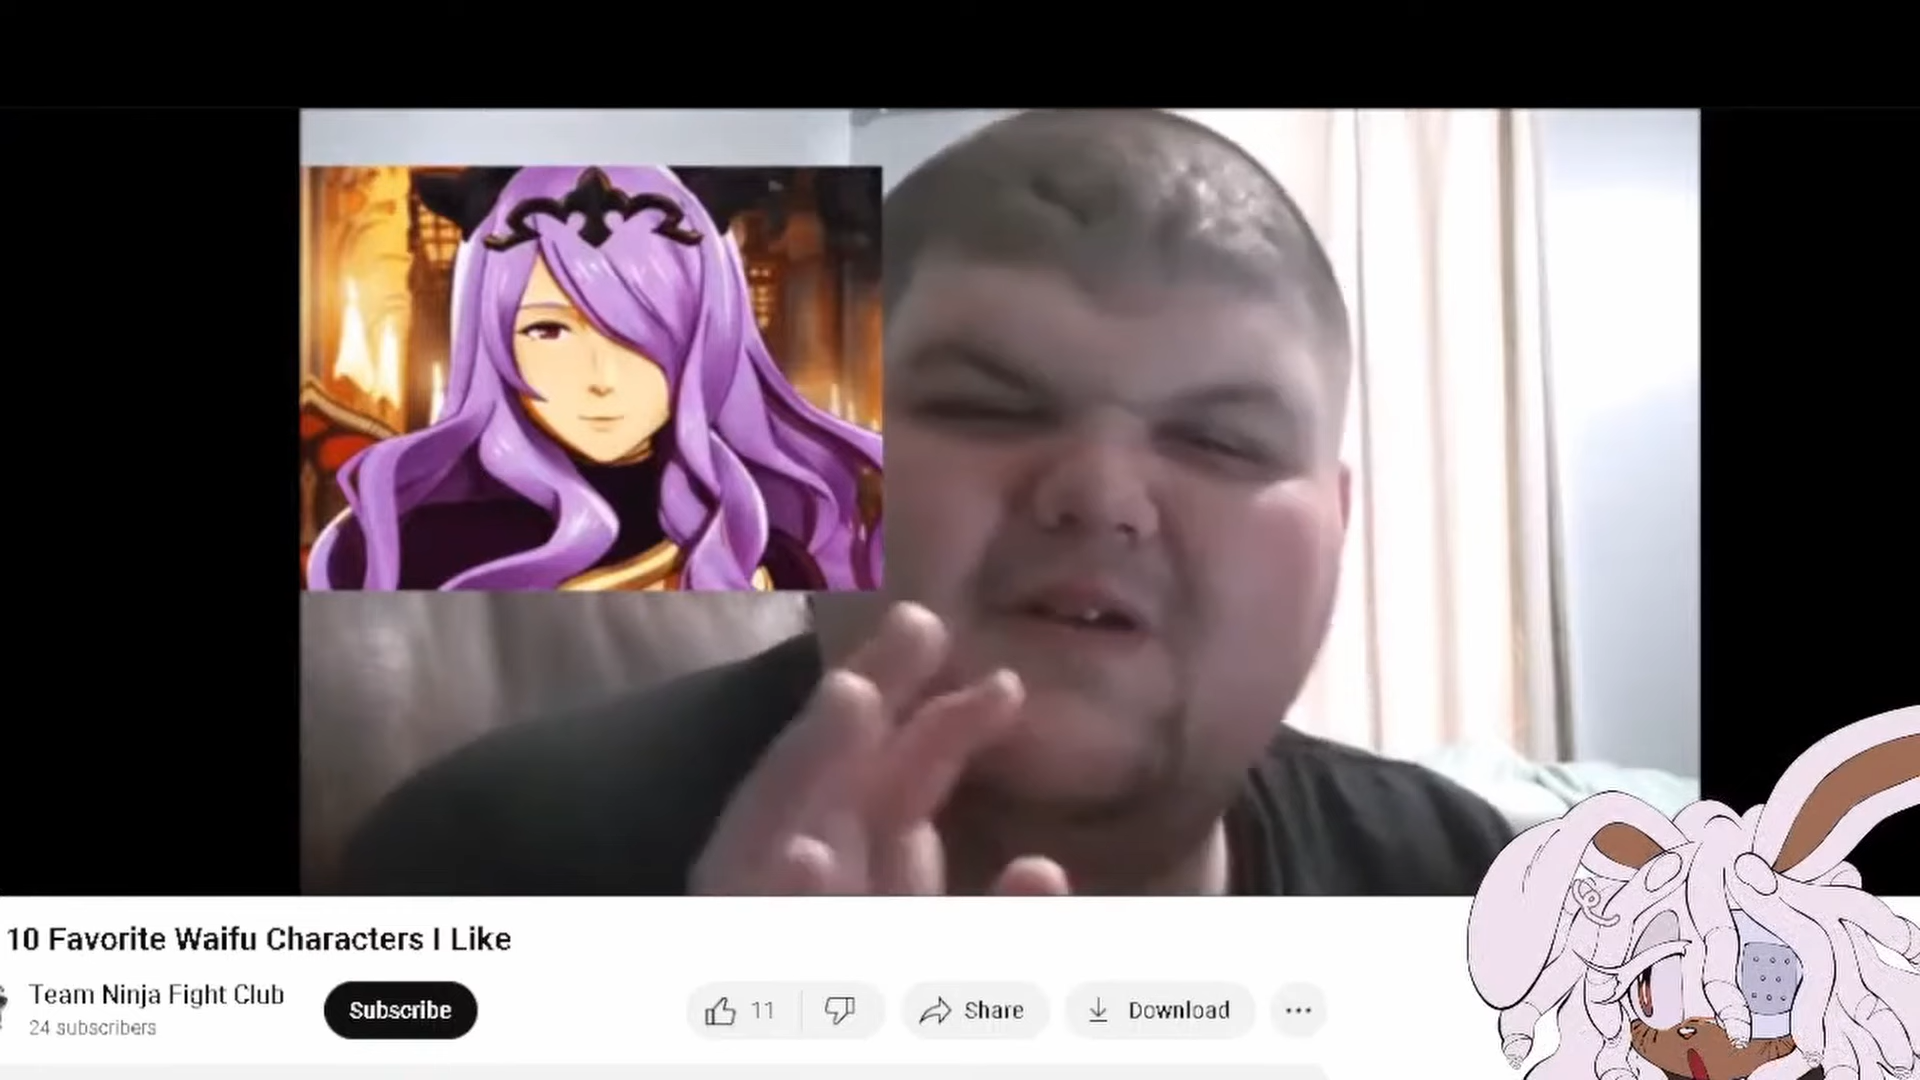 10 Favorite Waifu Characters I Like
Team Ninja Fight Club
24 subscribers
Subscribe
11
Share
Download